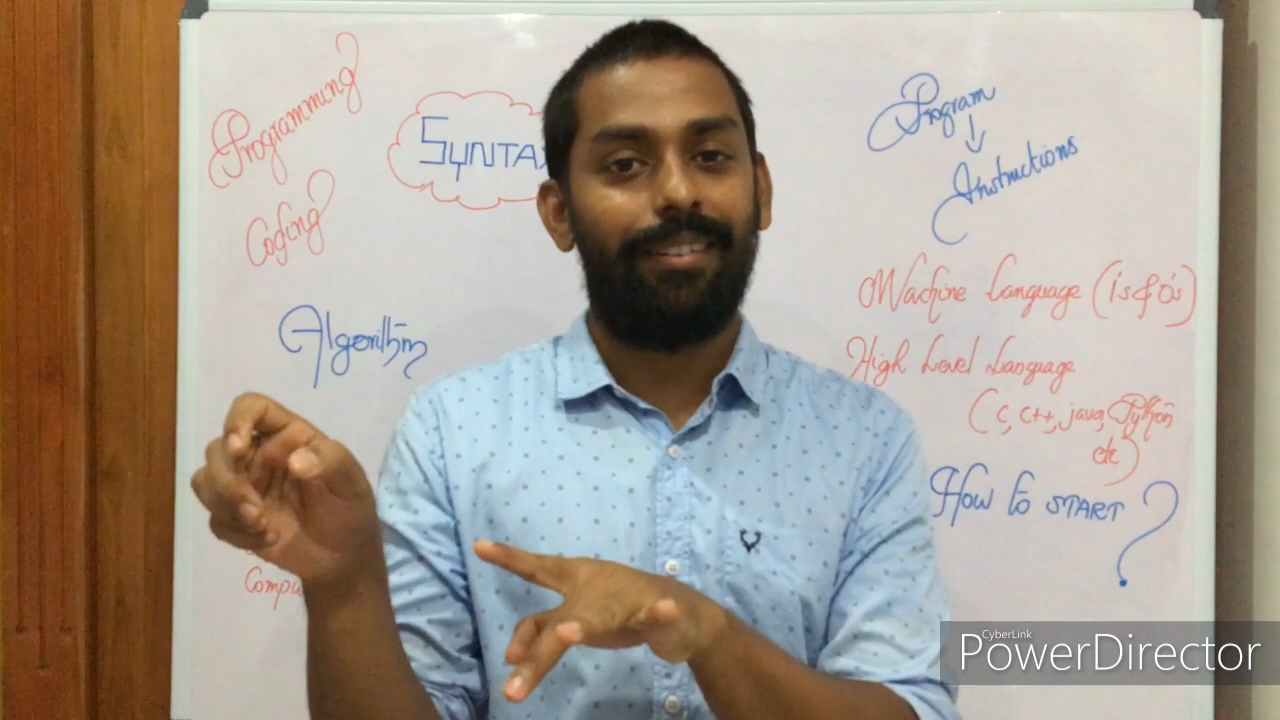 Programming
Coding
SYNTAX
Algorithm
Program
Instructions
Machine Language (1's & 0's)
High Level Language
(C, C++, java, Python
etc)
How to START ?
Compu
CyberLink
PowerDirector